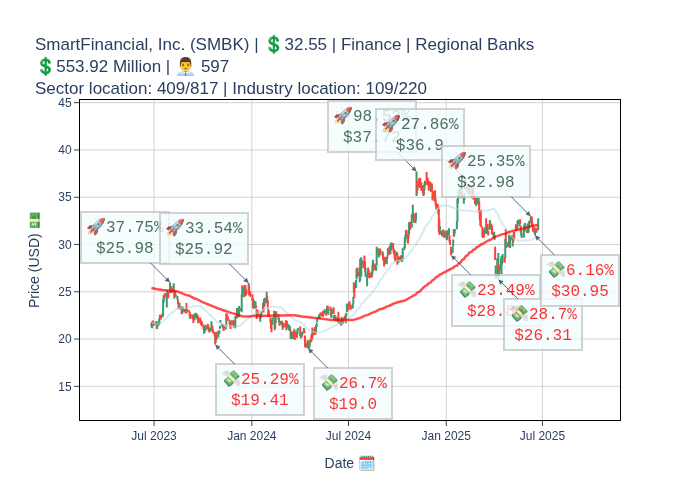 SmartFinancial, Inc. (SMBK) | 💲32.55 | Finance | Regional Banks
💲553.92 Million | 👨‍💼 597
Sector location: 409/817 | Industry location: 109/220
45
40
35
30
25
20
15
Price (USD) 💵
🚀37.75%
$25.98
🚀33.54%
$25.92
🚀98.
$37.
🚀27.86%
$36.9
🚀25.35%
$32.98
💸25.29%
$19.41
💸26.7%
$19.0
💸23.49%
$28.
💸28.7%
$26.31
💸6.16%
$30.95
Jul 2023
Jan 2024
Jul 2024
Jan 2025
Jul 2025
Date 🗓️